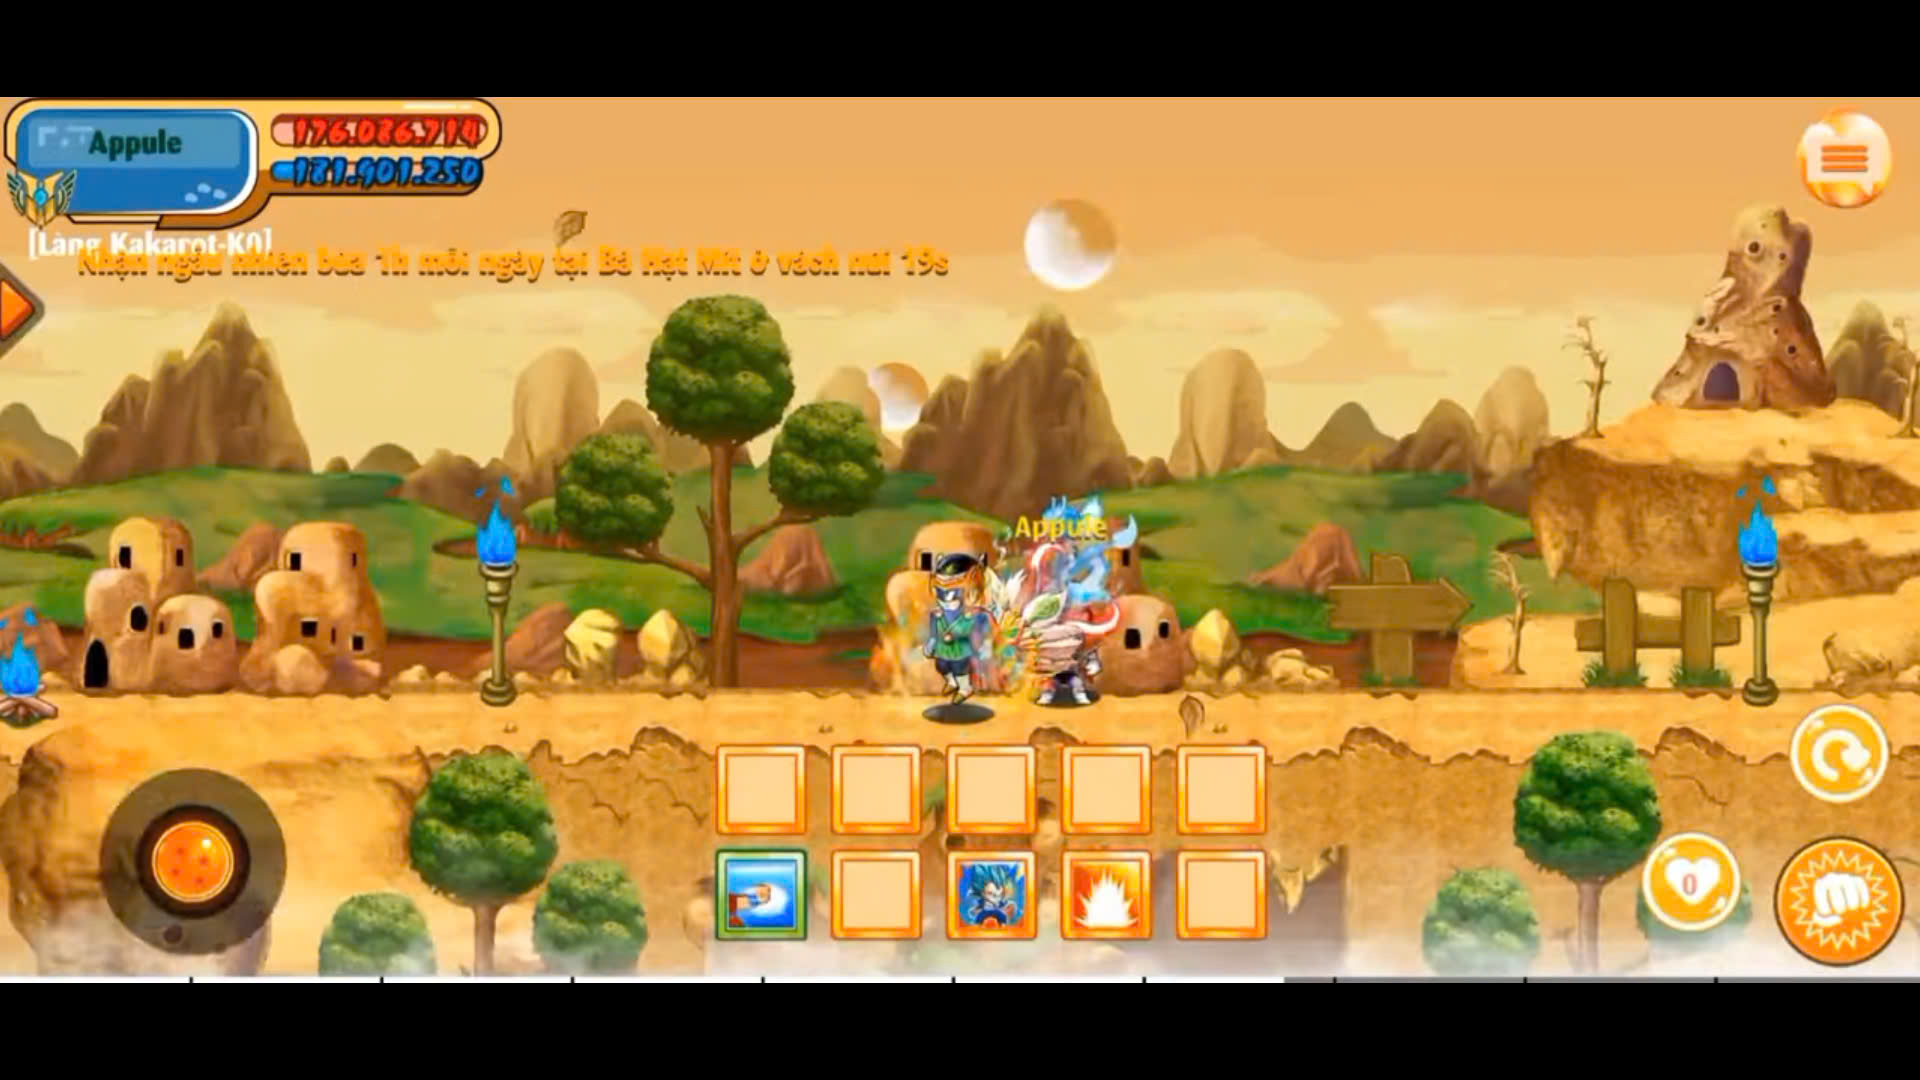 Appule
176.086.714
181.901.250
[Làng Kakarot-K0]
Nhận ngẫu nhiên bùa 1h mỗi ngày tại Bà Hạt Mít ở vách núi 19s
Appule
0